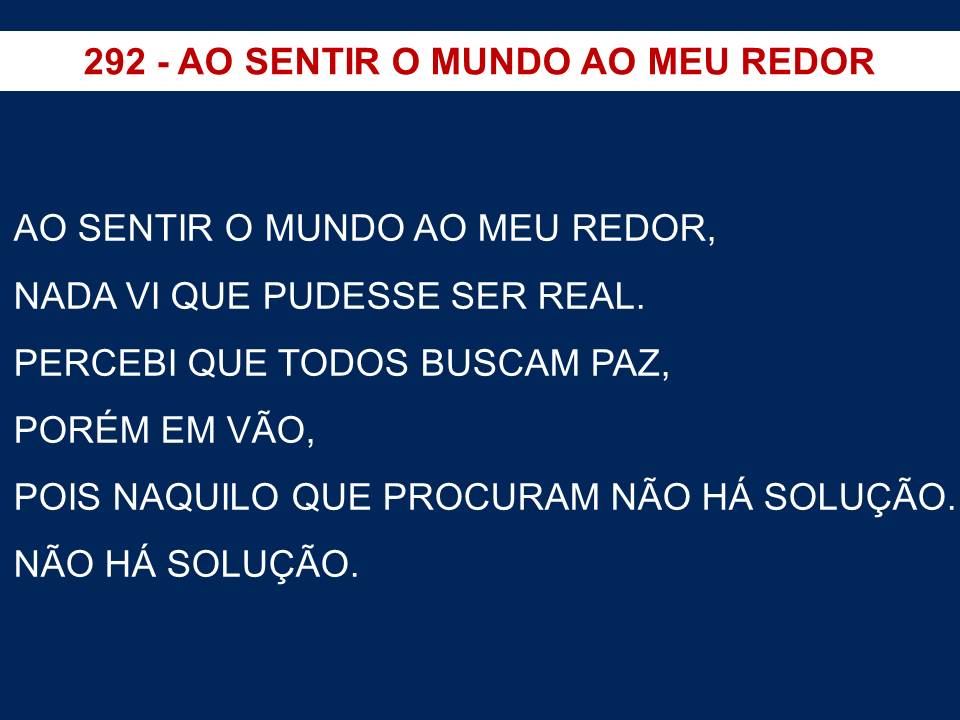 292 - AO SENTIR O MUNDO AO MEU REDOR
AO SENTIR O MUNDO AO MEU REDOR,
NADA VI QUE PUDESSE SER REAL.
PERCEBI QUE TODOS BUSCAM PAZ,
PORÉM EM VÃO,
POIS NAQUILO QUE PROCURAM NÃO HÁ SOLUÇÃO.
NÃO HÁ SOLUÇÃO.